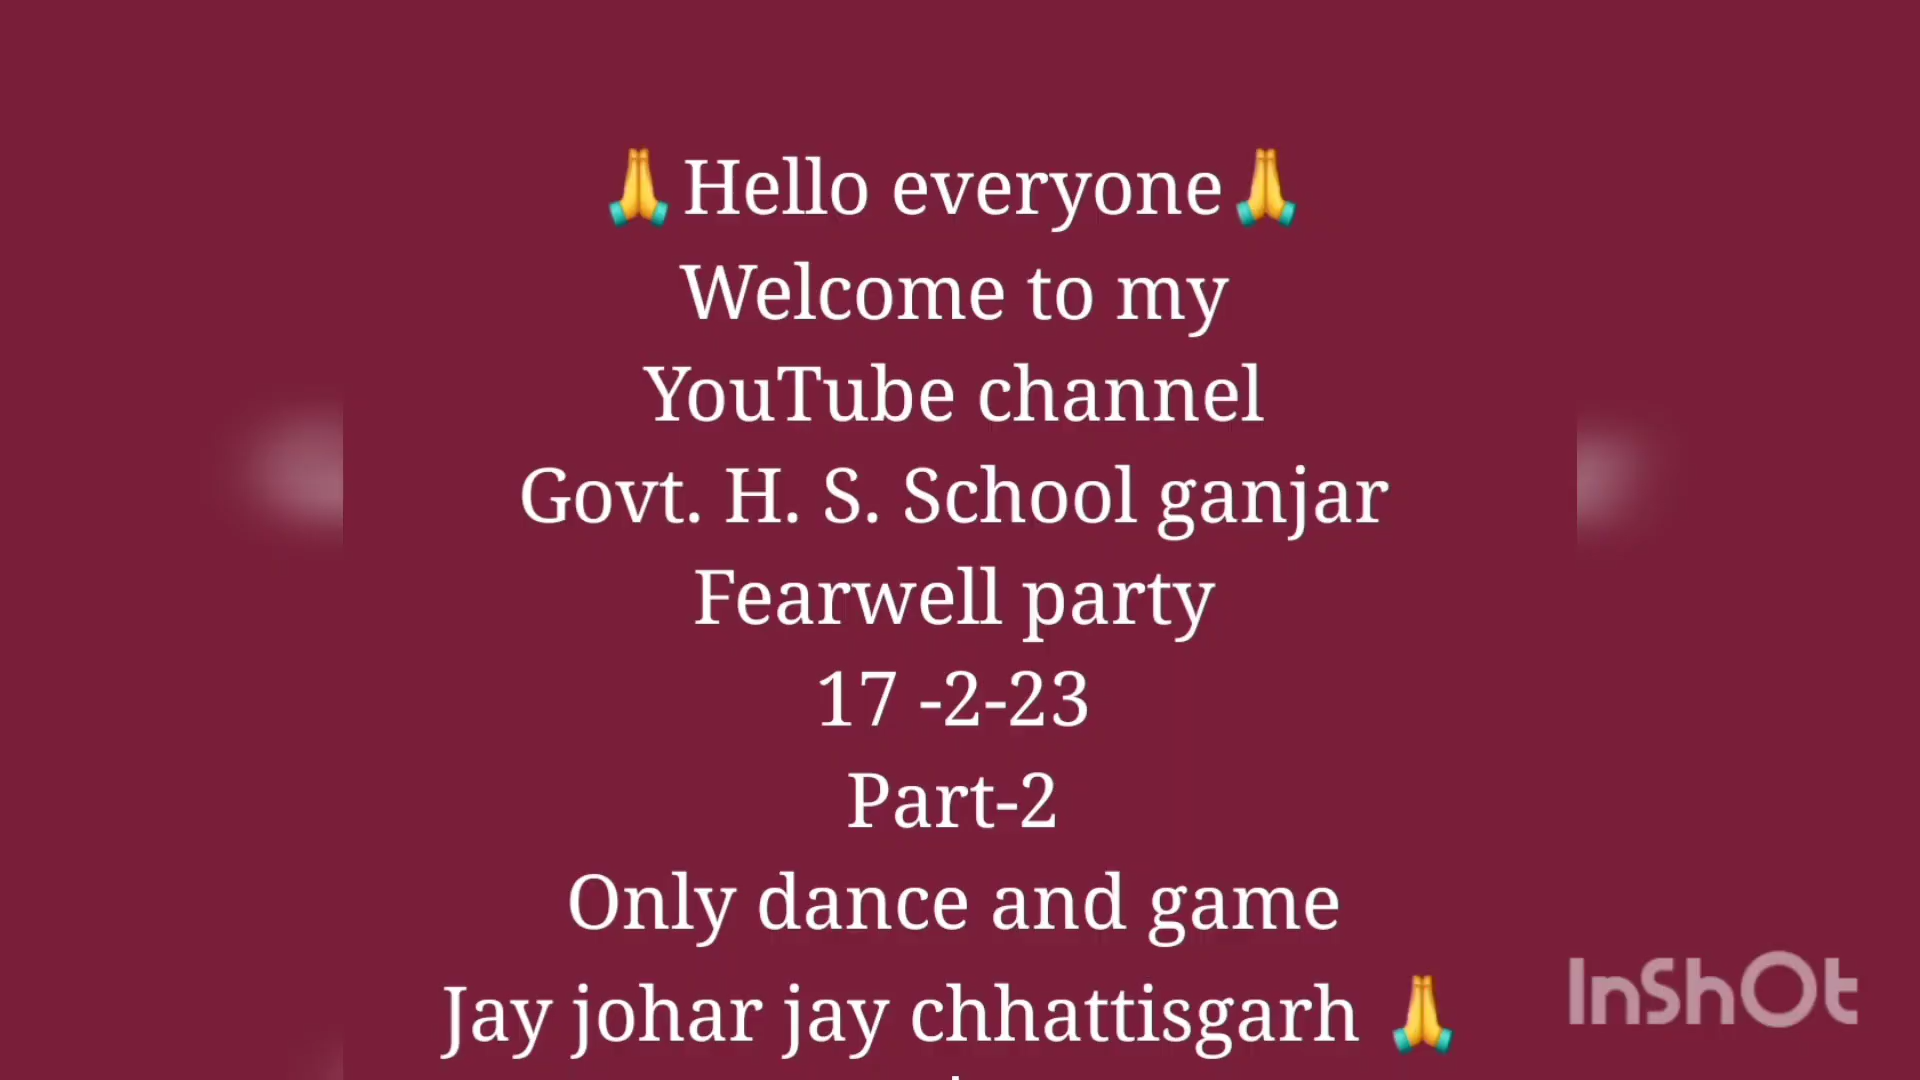 🙏Hello everyone🙏
Welcome to my
YouTube channel
Govt. H. S. School ganjar
Fearwell party
17 -2-23
Part-2
Only dance and game
Jay johar jay chhattisgarh 🙏
InShOt